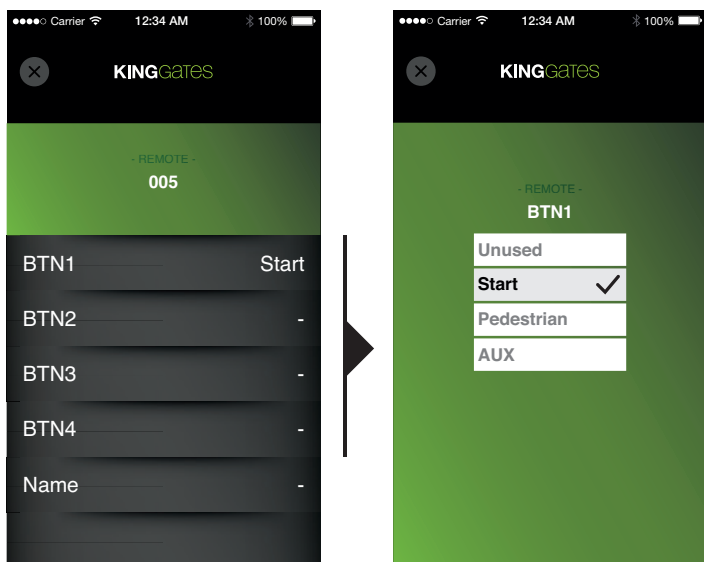 ●●●●○ Carrier 12:34 AM 100%
KINGGATES
- REMOTE -
005
BTN1 Start
BTN2 -
BTN3 -
BTN4 -
Name -
●●●●○ Carrier 12:34 AM 100%
KINGGATES
- REMOTE -
BTN1
Unused
Start
Pedestrian
AUX